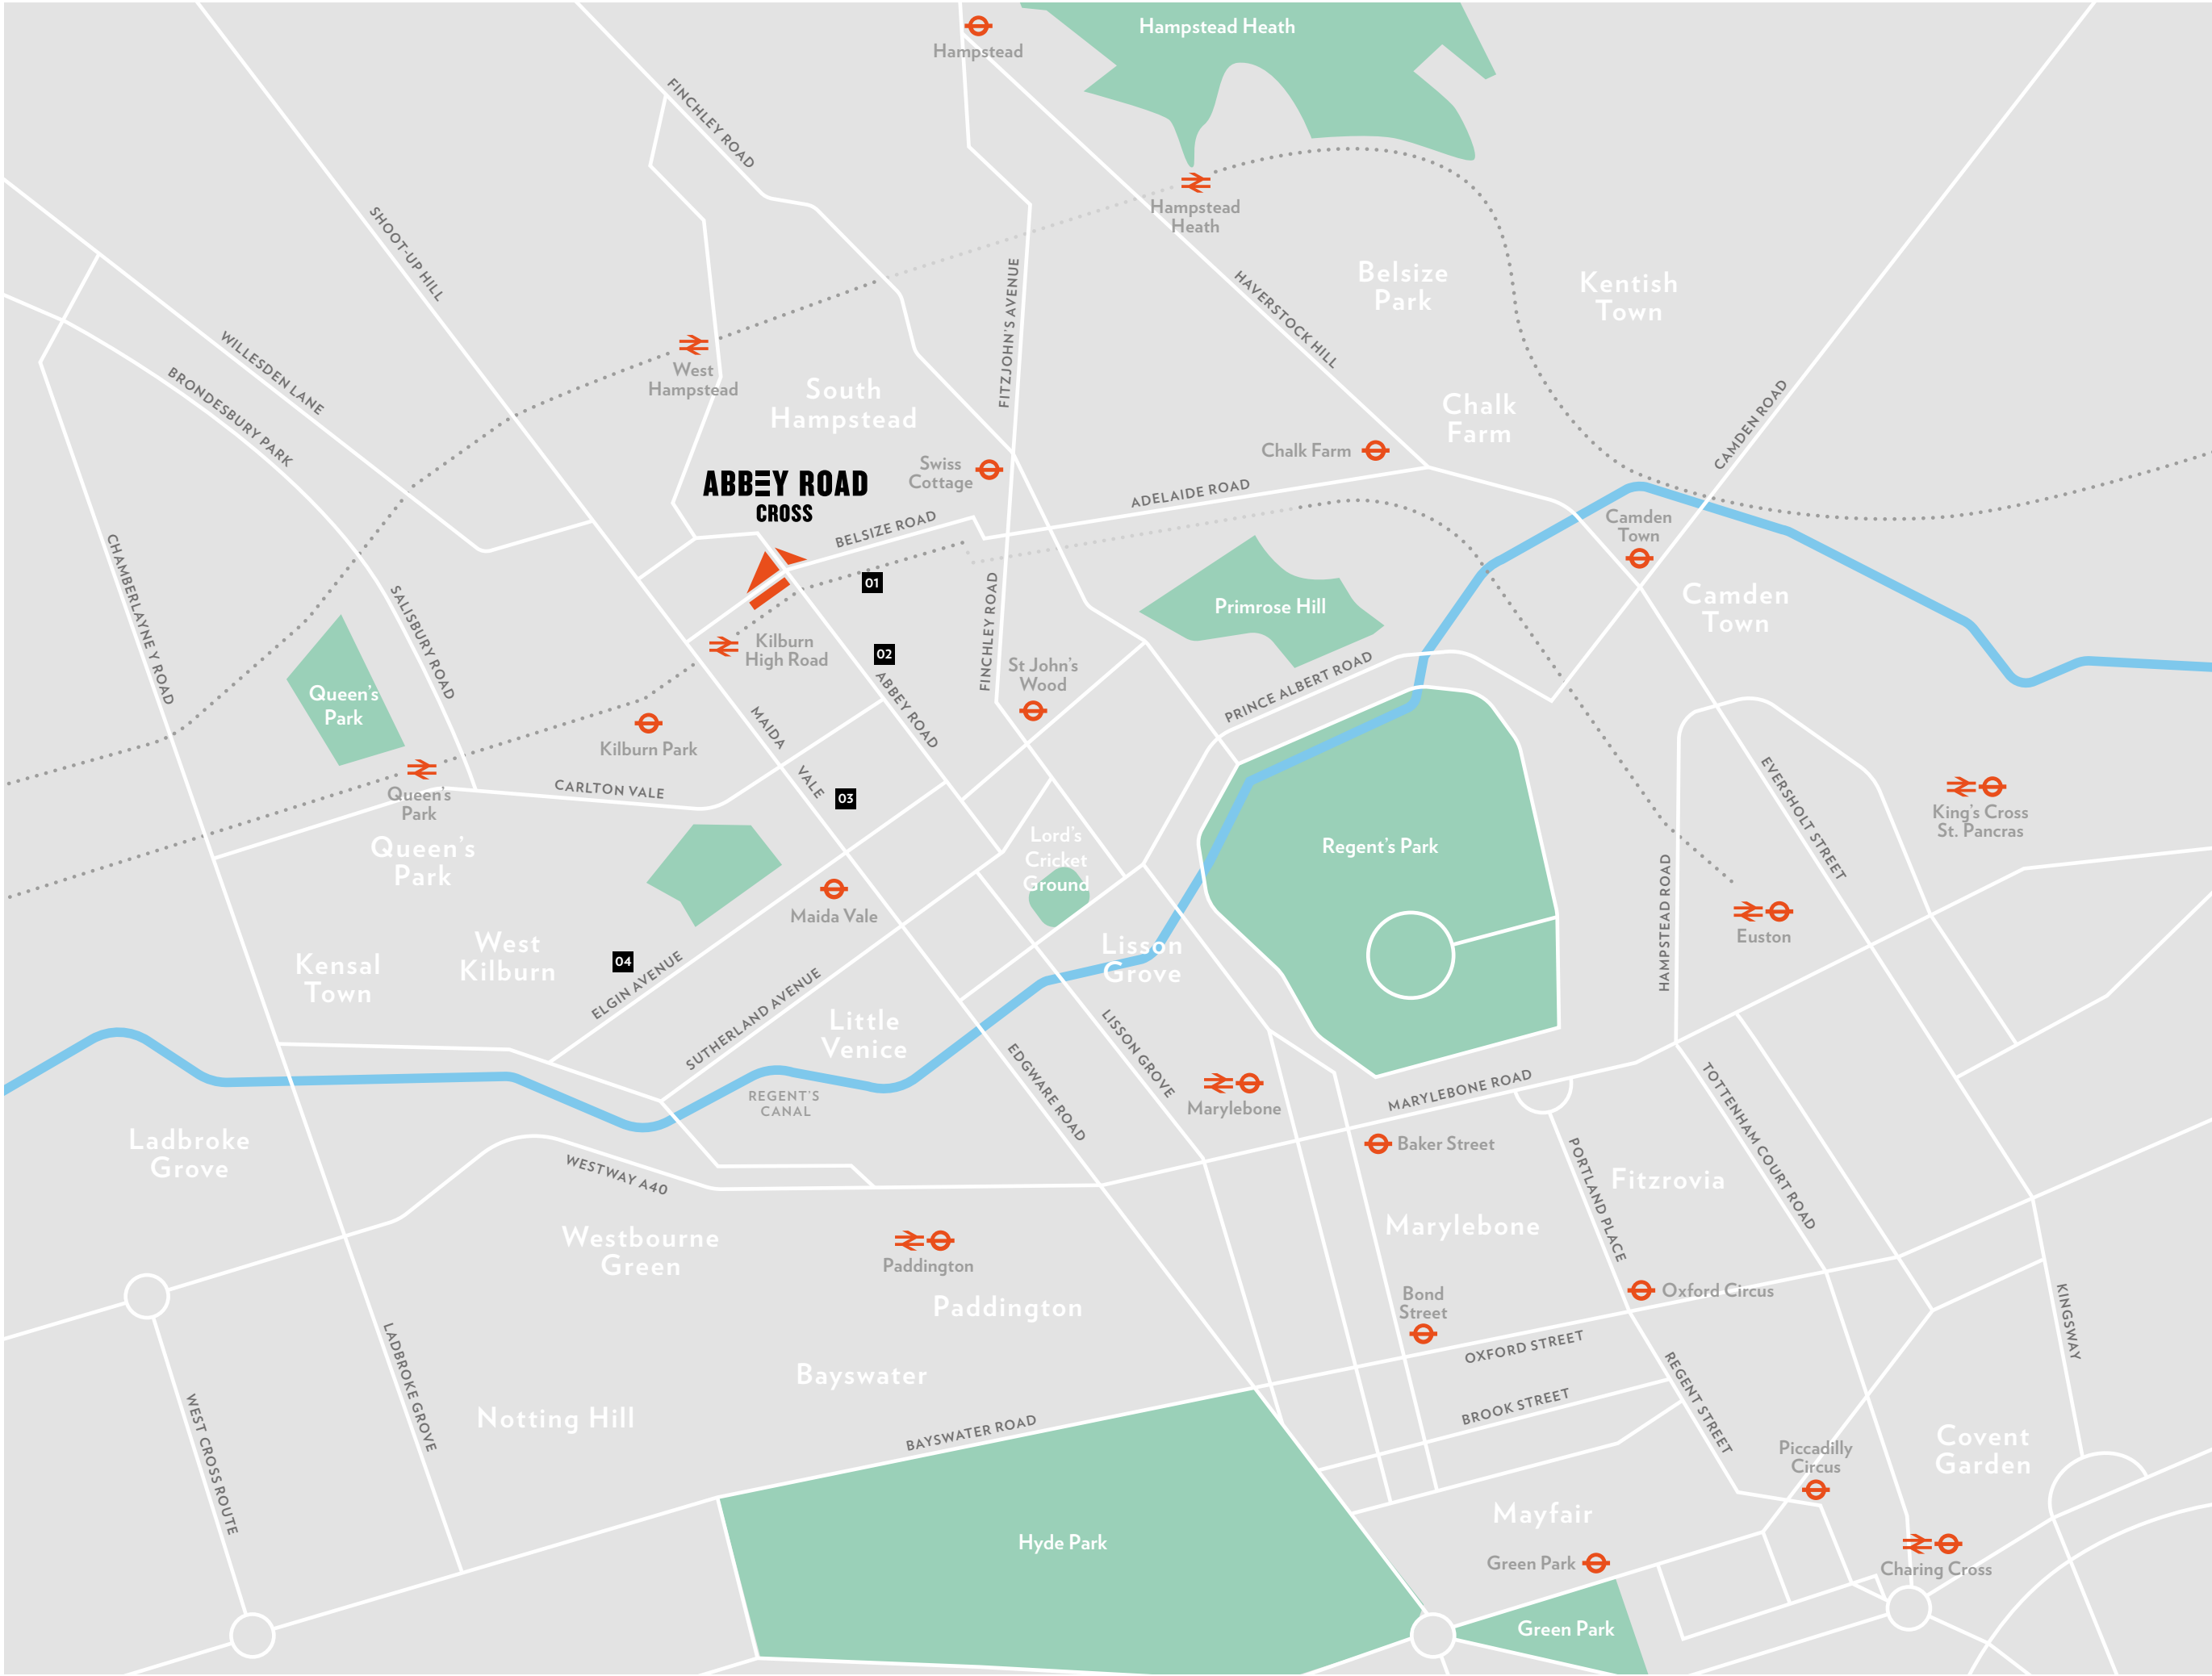 Hampstead Heath
Hampstead
FINCHLEY ROAD
Hampstead
Heath
SHOOT-UP HILL
FITZJOHN'S AVENUE
HAVERSTOCK HILL
Belsize
Park
Kentish
Town
WILLESDEN LANE
BRONDESBURY PARK
West
Hampstead
South
Hampstead
Chalk
Farm
CAMDEN ROAD
Chalk Farm
Swiss
Cottage
ABBEY ROAD
CROSS
BELSIZE ROAD
ADELAIDE ROAD
Camden
Town
CHAMBERLAYNE Y ROAD
SALISBURY ROAD
01
FINCHLEY ROAD
Primrose Hill
Camden
Town
Kilburn
High Road
02
ABBEY ROAD
St John's
Wood
PRINCE ALBERT ROAD
Queen's
Park
Kilburn Park
MAIDA
VALE
Queen's
Park
CARLTON VALE
03
EVERSHOLT STREET
King's Cross
St. Pancras
Queen's
Park
Lord's
Cricket
Ground
Regent's Park
HAMPSTEAD ROAD
Maida Vale
Euston
West
Kilburn
Kensal
Town
04
ELGIN AVENUE
SUTHERLAND AVENUE
Lisson
Grove
Little
Venice
EDGWARE ROAD
LISSON GROVE
Marylebone
REGENT'S
CANAL
MARYLEBONE ROAD
TOTTENHAM COURT ROAD
Ladbroke
Grove
WESTWAY A40
Baker Street
PORTLAND PLACE
Fitzrovia
Marylebone
Westbourne
Green
Paddington
Paddington
Bond
Street
Oxford Circus
KINGSWAY
LADBROKE GROVE
WEST CROSS ROUTE
Bayswater
OXFORD STREET
REGENT STREET
Notting Hill
BAYSWATER ROAD
BROOK STREET
Piccadilly
Circus
Covent
Garden
Mayfair
Hyde Park
Green Park
Charing Cross
Green Park